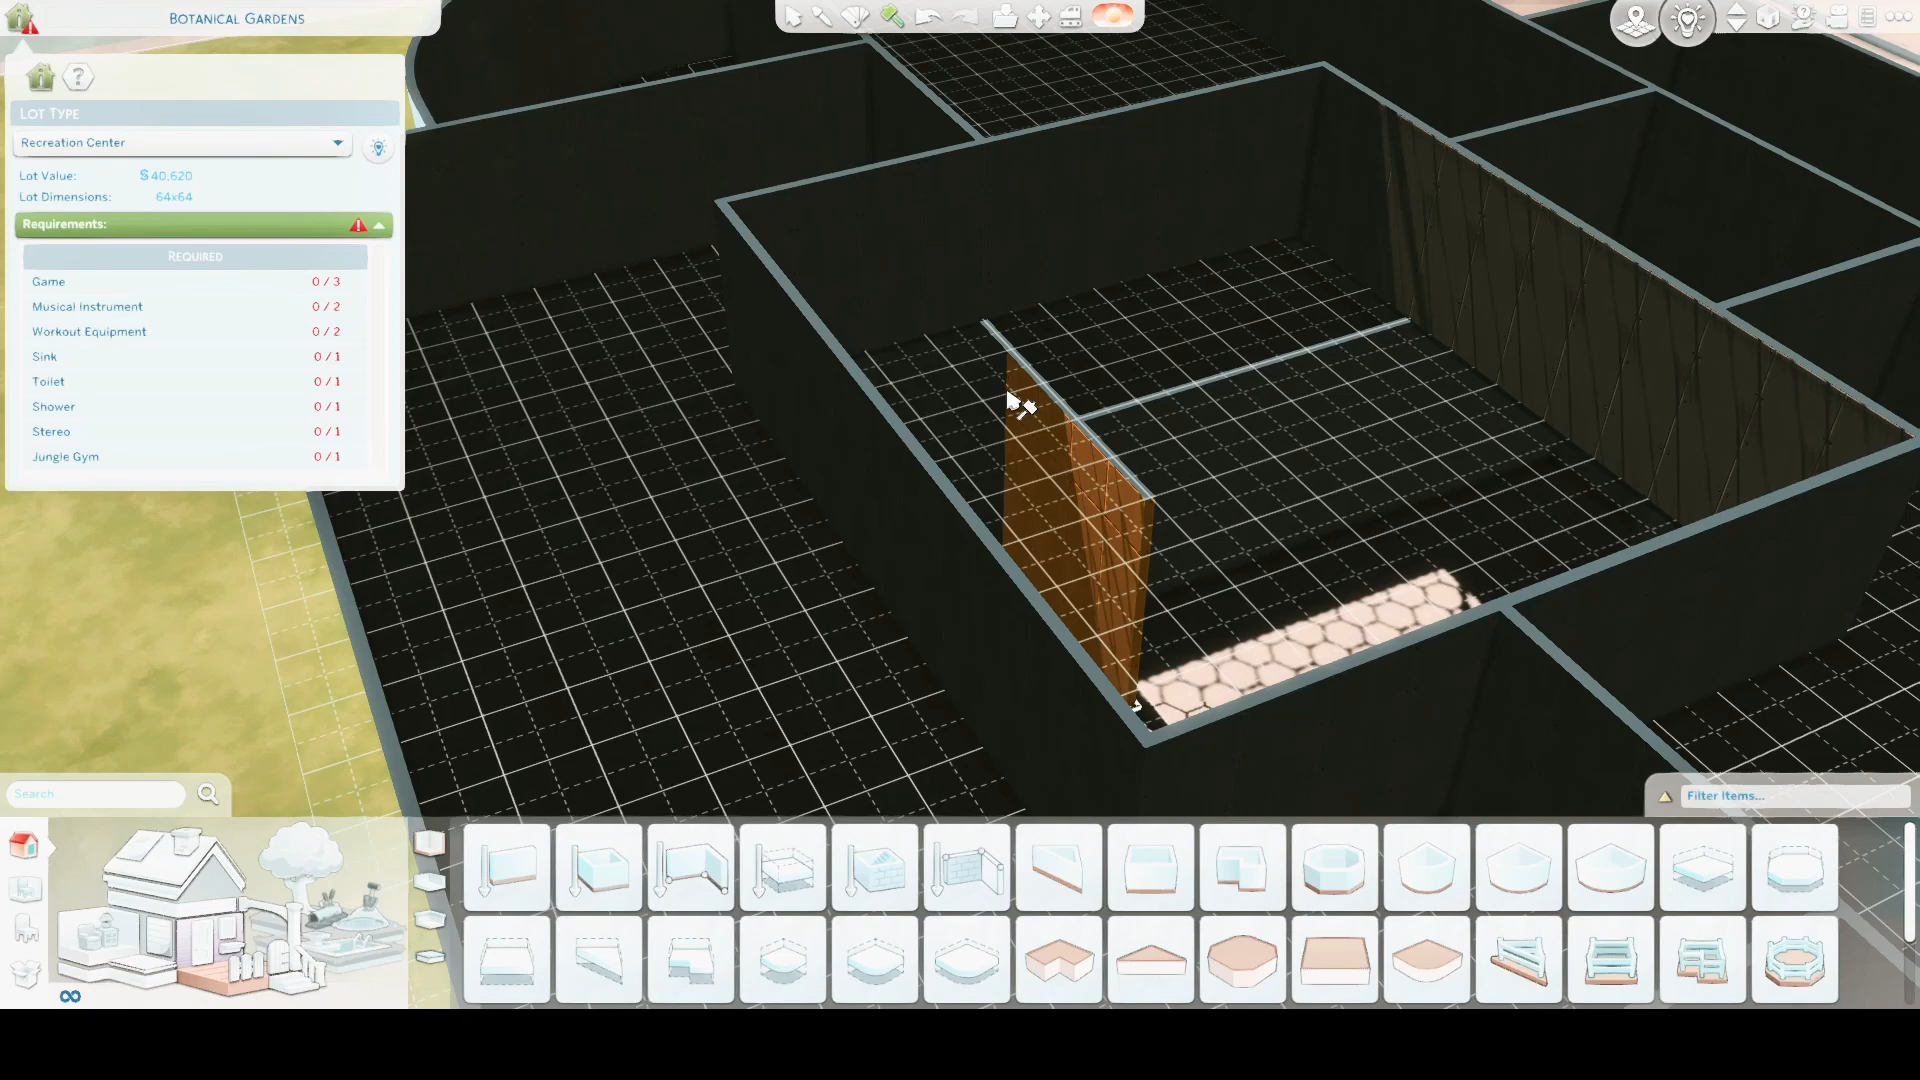 BOTANICAL GARDENS
LOT TYPE
Recreation Center
Lot Value: $40,620
Lot Dimensions: 64x64
Requirements:
REQUIRED
Game 0 / 3
Musical Instrument 0 / 2
Workout Equipment 0 / 2
Sink 0 / 1
Toilet 0 / 1
Shower 0 / 1
Stereo 0 / 1
Jungle Gym 0 / 1
Search
Filter Items...